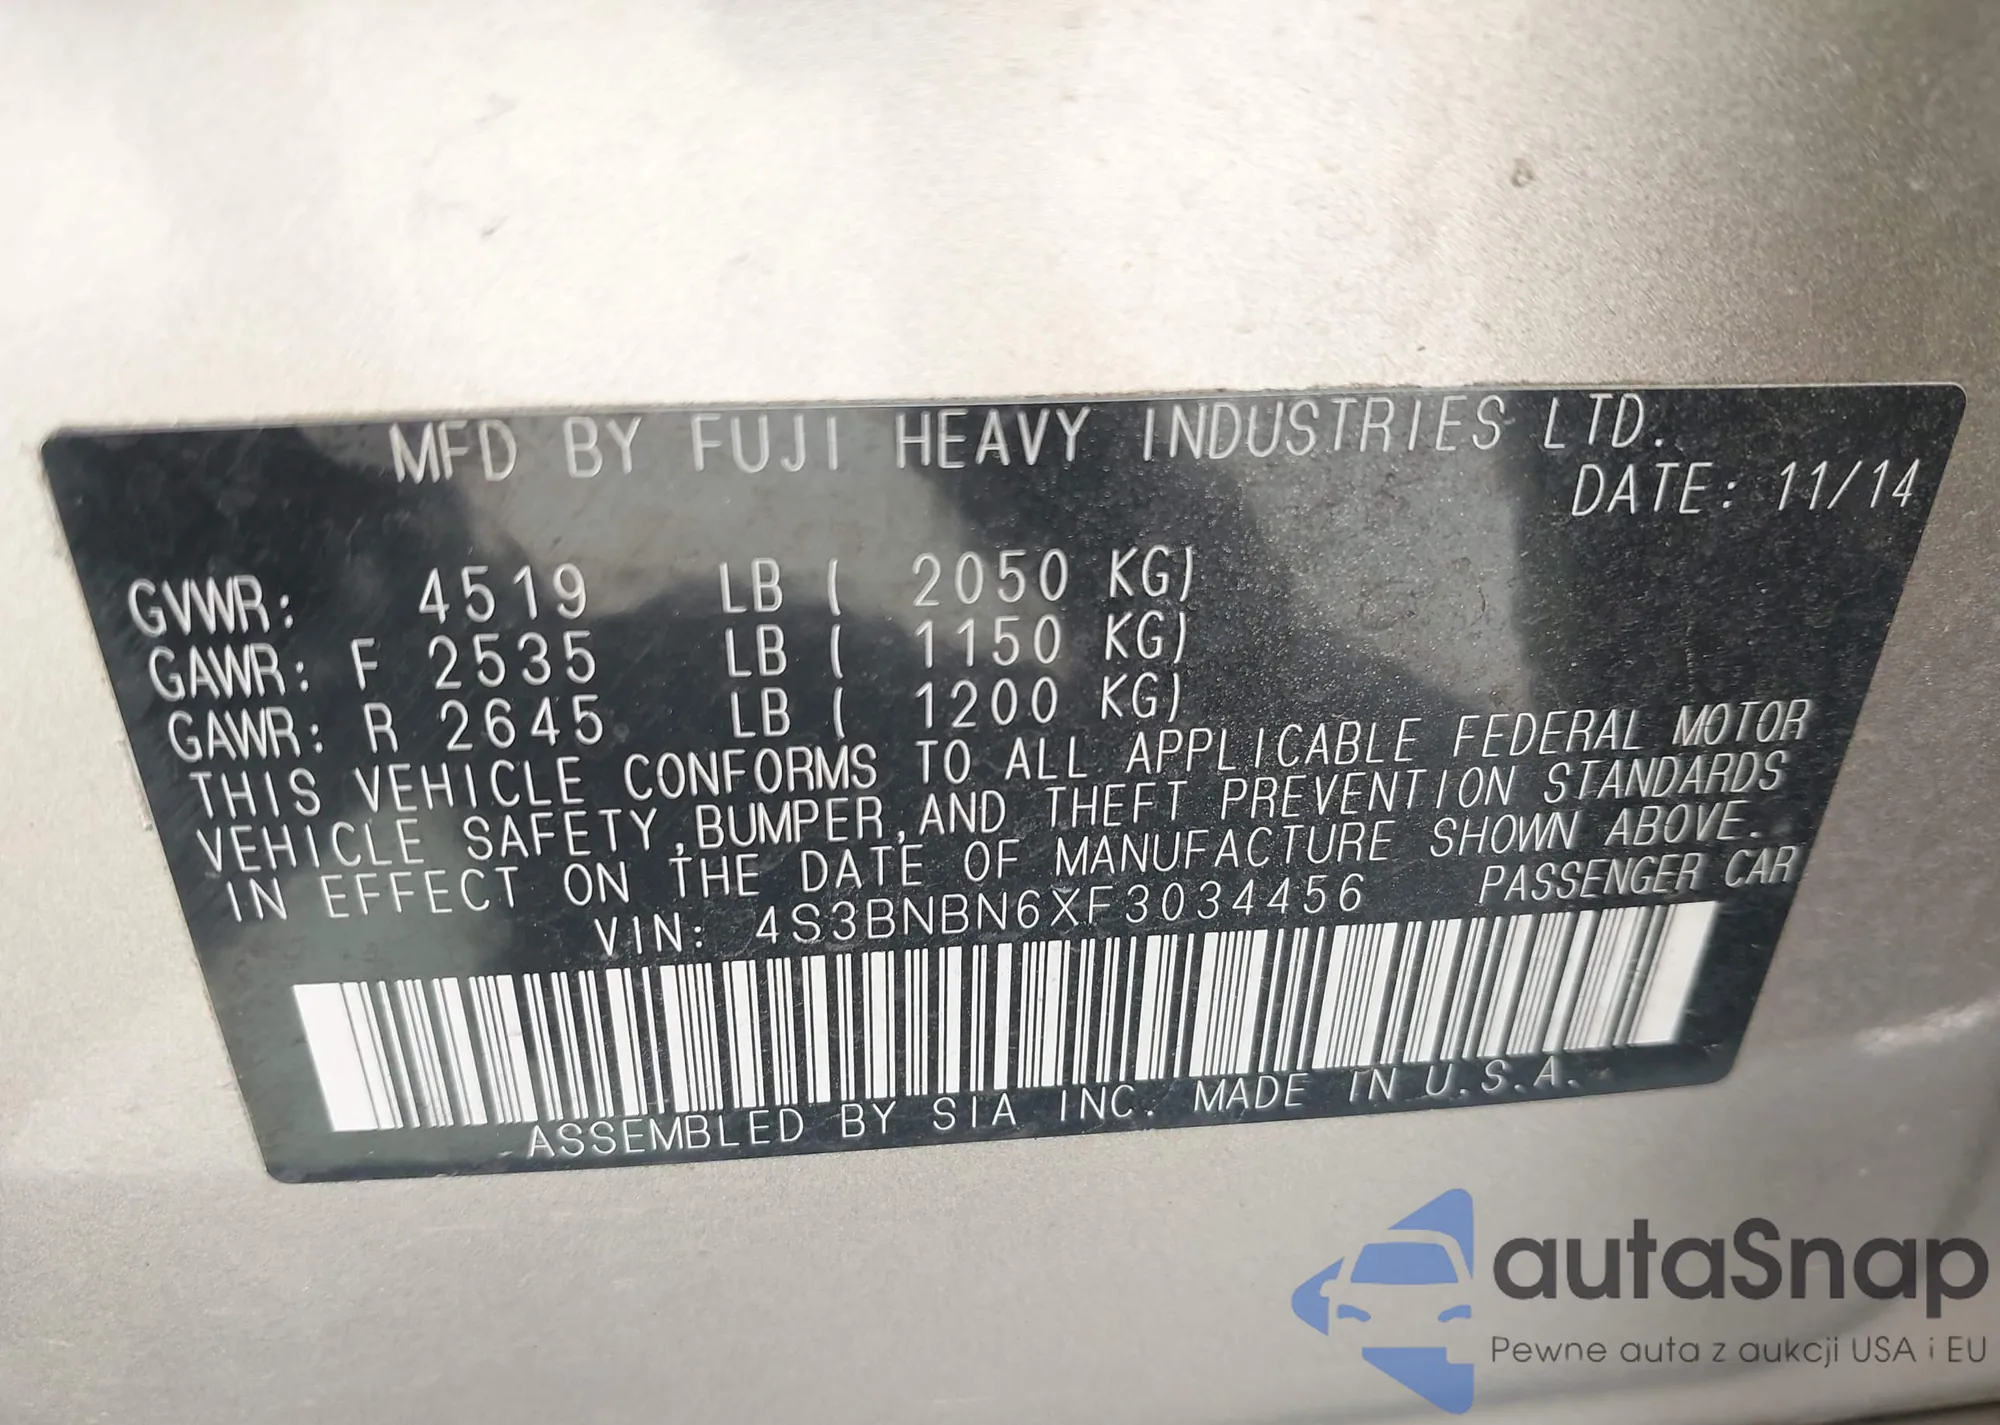 MFD BY FUJI HEAVY INDUSTRIES LTD.
DATE: 11/14
GVWR: 4519 LB ( 2050 KG)
GAWR: F 2535 LB ( 1150 KG)
GAWR: R 2645 LB ( 1200 KG)
THIS VEHICLE CONFORMS TO ALL APPLICABLE FEDERAL MOTOR
VEHICLE SAFETY,BUMPER,AND THEFT PREVENTION STANDARDS
IN EFFECT ON THE DATE OF MANUFACTURE SHOWN ABOVE.
VIN: 4S3BNBN6XF3034456 PASSENGER CAR
ASSEMBLED BY SIA INC. MADE IN U.S.A.
autaSnap
Pewne auta z aukcji USA i EU